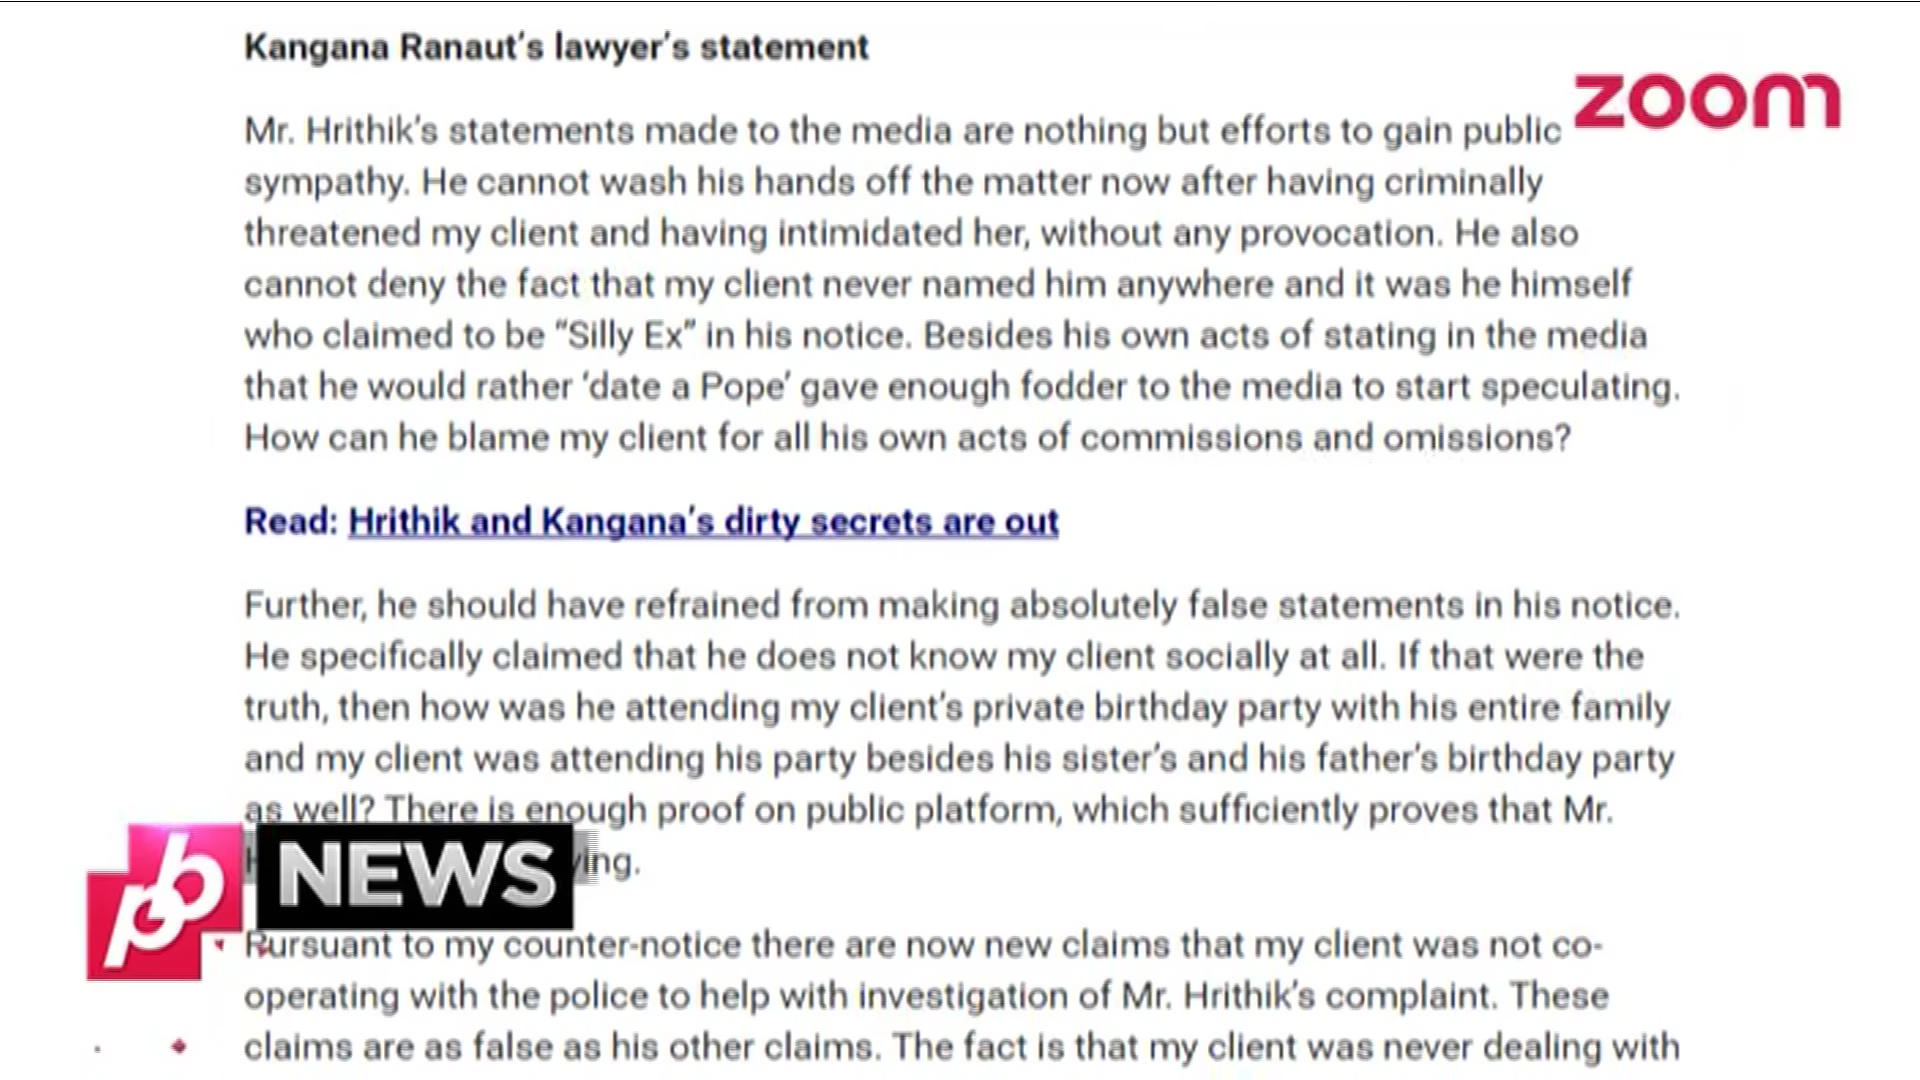 Kangana Ranaut's lawyer's statement
zoom
Mr. Hrithik's statements made to the media are nothing but efforts to gain public
sympathy. He cannot wash his hands off the matter now after having criminally
threatened my client and having intimidated her, without any provocation. He also
cannot deny the fact that my client never named him anywhere and it was he himself
who claimed to be “Silly Ex” in his notice. Besides his own acts of stating in the media
that he would rather ‘date a Pope’ gave enough fodder to the media to start speculating.
How can he blame my client for all his own acts of commissions and omissions?
Read: Hrithik and Kangana's dirty secrets are out
Further, he should have refrained from making absolutely false statements in his notice.
He specifically claimed that he does not know my client socially at all. If that were the
truth, then how was he attending my client's private birthday party with his entire family
and my client was attending his party besides his sister's and his father's birthday party
as well? There is enough proof on public platform, which sufficiently proves that Mr.
pb NEWS
Pursuant to my counter-notice there are now new claims that my client was not co-
operating with the police to help with investigation of Mr. Hrithik's complaint. These
claims are as false as his other claims. The fact is that my client was never dealing with